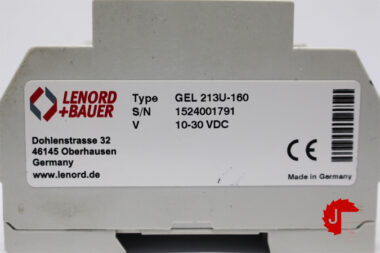 LENORD
+BAUER
Dohlenstrasse 32
46145 Oberhausen
Germany
www.lenord.de
Type GEL 213U-160
S/N 1524001791
V 10-30 VDC
CE
Made in Germany
J